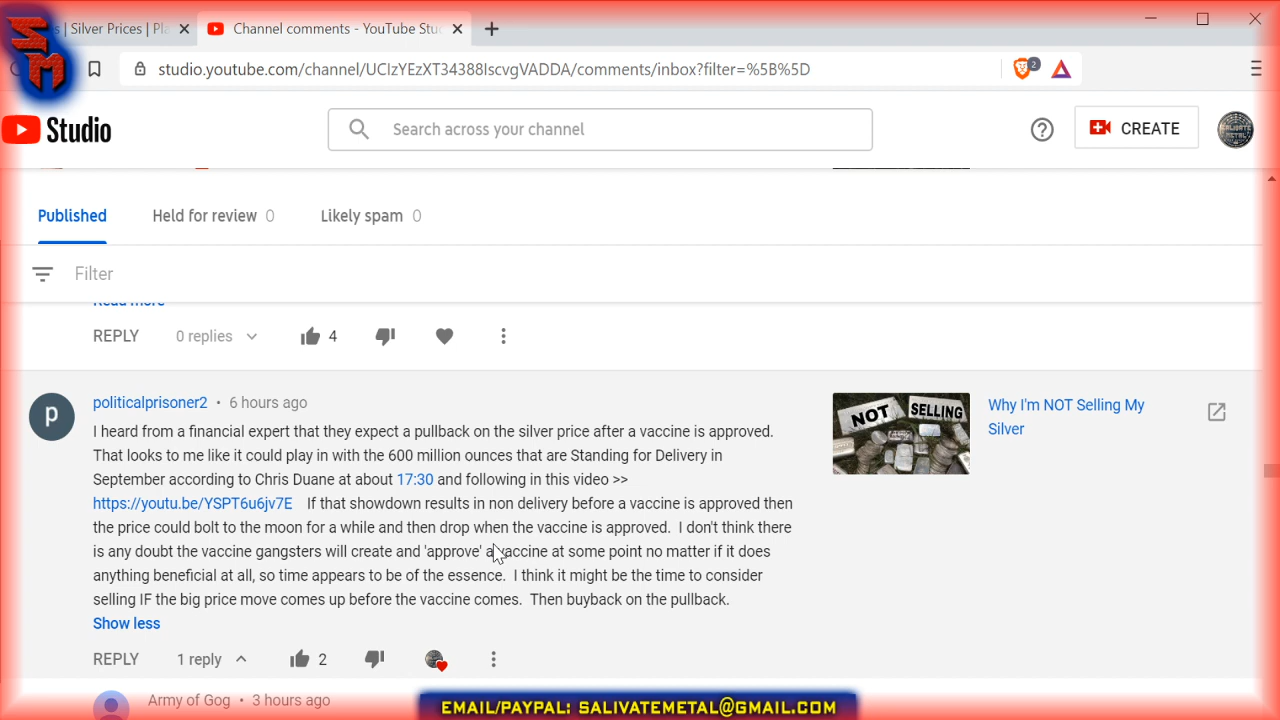 s | Silver Prices | Pla
Channel comments - YouTube Stu
SM
studio.youtube.com/channel/UCIzYEzXT34388IscvgVADDA/comments/inbox?filter=%5B%5D
2
Studio
Search across your channel
CREATE
Published
Held for review 0
Likely spam 0
Filter
Read more
REPLY
0 replies
4
p
politicalprisoner2 • 6 hours ago
I heard from a financial expert that they expect a pullback on the silver price after a vaccine is approved.
That looks to me like it could play in with the 600 million ounces that are Standing for Delivery in
September according to Chris Duane at about 17:30 and following in this video >>
https://youtu.be/YSPT6u6jv7E If that showdown results in non delivery before a vaccine is approved then
the price could bolt to the moon for a while and then drop when the vaccine is approved. I don't think there
is any doubt the vaccine gangsters will create and 'approve' a vaccine at some point no matter if it does
anything beneficial at all, so time appears to be of the essence. I think it might be the time to consider
selling IF the big price move comes up before the vaccine comes. Then buyback on the pullback.
Show less
NOT SELLING
Why I'm NOT Selling My
Silver
REPLY
1 reply
2
Army of Gog • 3 hours ago
EMAIL/PAYPAL: SALIVATEMETAL@GMAIL.COM